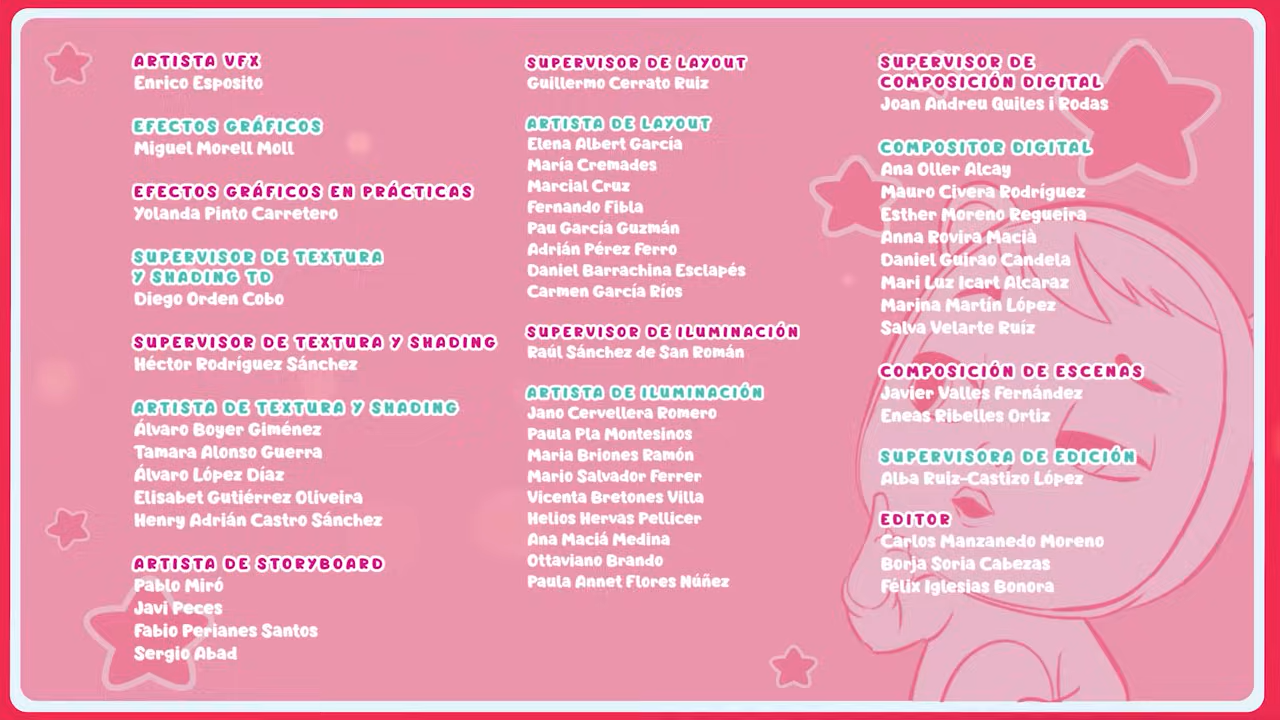 ARTISTA VFX
Enrico Esposito
EFECTOS GRÁFICOS
Miguel Morell Moll
EFECTOS GRÁFICOS EN PRÁCTICAS
Yolanda Pinto Carretero
SUPERVISOR DE TEXTURA
Y SHADING TD
Diego Orden Cobo
SUPERVISOR DE TEXTURA Y SHADING
Héctor Rodríguez Sánchez
ARTISTA DE TEXTURA Y SHADING
Álvaro Boyer Giménez
Tamara Alonso Guerra
Álvaro López Díaz
Elisabet Gutiérrez Oliveira
Henry Adrián Castro Sánchez
ARTISTA DE STORYBOARD
Pablo Miró
Javi Peces
Fabio Perianes Santos
Sergio Abad
SUPERVISOR DE LAYOUT
Guillermo Cerrato Ruiz
ARTISTA DE LAYOUT
Elena Albert García
María Cremades
Marcial Cruz
Fernando Fibla
Pau García Guzmán
Adrián Pérez Ferro
Daniel Barrachina Esclapés
Carmen García Ríos
SUPERVISOR DE ILUMINACIÓN
Raúl Sánchez de San Román
ARTISTA DE ILUMINACIÓN
Jano Cervellera Romero
Paula Pla Montesinos
Maria Briones Ramón
Mario Salvador Ferrer
Vicenta Bretones Villa
Helios Hervas Pellicer
Ana Maciá Medina
Ottaviano Brando
Paula Annet Flores Núñez
SUPERVISOR DE
COMPOSICIÓN DIGITAL
Joan Andreu Quiles i Rodas
COMPOSITOR DIGITAL
Ana Oller Alcay
Mauro Civera Rodríguez
Esther Moreno Regueira
Anna Rovira Macià
Daniel Guirao Candela
Mari Luz Icart Alcaraz
Marina Martín López
Salva Velarte Ruíz
COMPOSICIÓN DE ESCENAS
Javier Valles Fernández
Eneas Ribelles Ortiz
SUPERVISORA DE EDICIÓN
Alba Ruiz-Castizo López
EDITOR
Carlos Manzanedo Moreno
Borja Soria Cabezas
Félix Iglesias Bonora